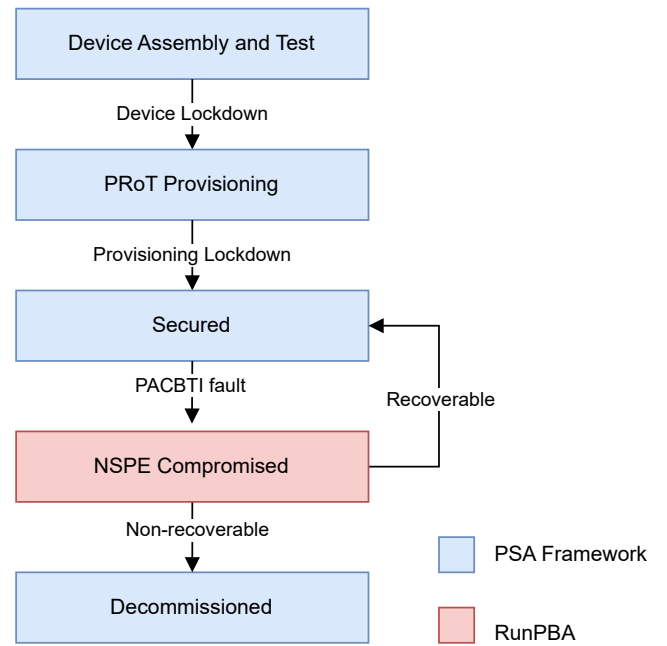 Device Assembly and Test
Device Lockdown
PRoT Provisioning
Provisioning Lockdown
Secured
PACBTI fault
Recoverable
NSPE Compromised
Non-recoverable
PSA Framework
Decommissioned
RunPBA